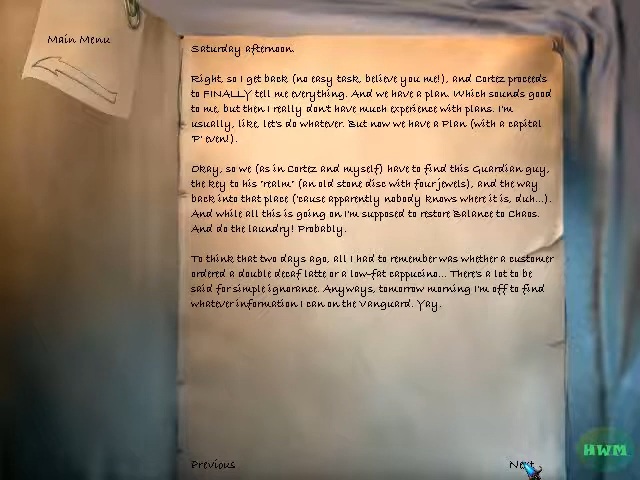 Main Menu
Saturday afternoon.
Right, so I get back (no easy task, believe you me!), and Cortez proceeds
to FINALLY tell me everything. And we have a plan. Which sounds good
to me, but then I really don't have much experience with plans. I'm
usually, like, let's do whatever. But now we have a Plan (with a capital
'P' even!).
Okay, so we (as in Cortez and myself) have to find this Guardian guy,
the key to his "realm" (an old stone disc with four jewels), and the way
back into that place ('cause apparently nobody knows where it is, duh...).
And while all this is going on I'm supposed to restore Balance to Chaos.
And do the laundry! Probably.
To think that two days ago, all I had to remember was whether a customer
ordered a double decaf latte or a low-fat cappucino... There's a lot to be
said for simple ignorance. Anyways, tomorrow morning I'm off to find
whatever information I can on the Vanguard. Yay.
Previous
Next
HWM